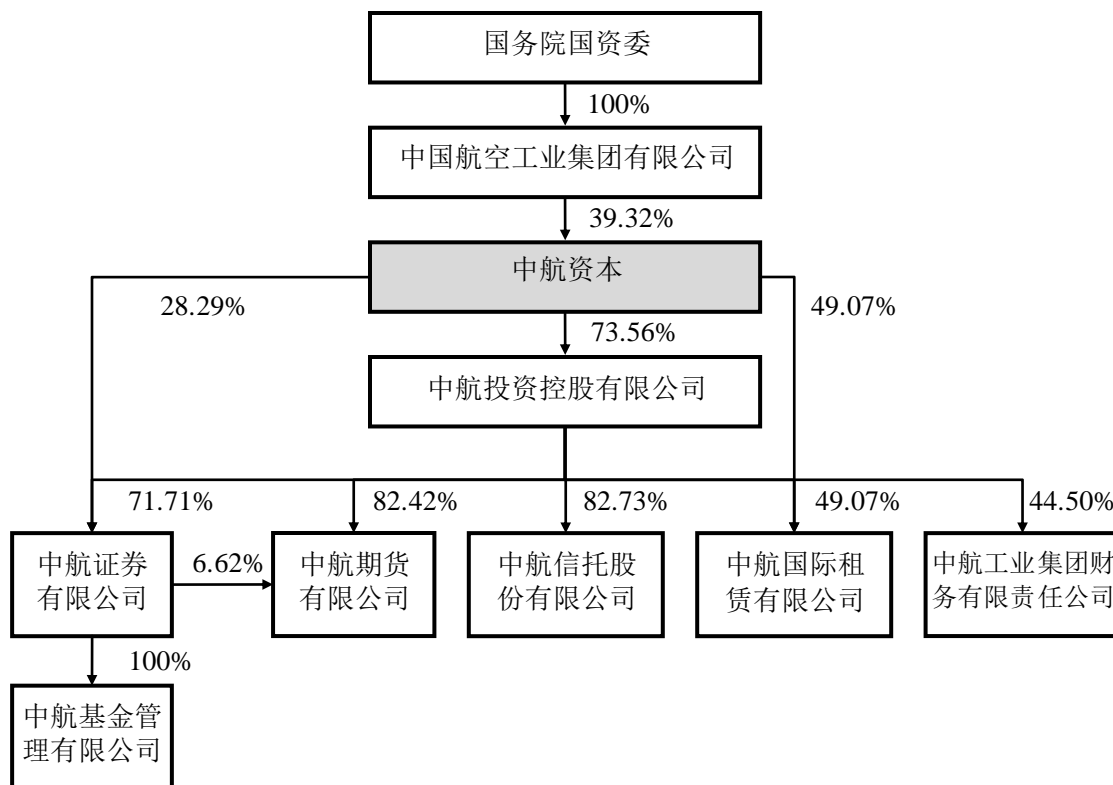 国务院国资委
100%
中国航空工业集团有限公司
39.32%
中航资本
28.29%
49.07%
73.56%
中航投资控股有限公司
71.71%
82.42%
82.73%
49.07%
44.50%
中航证券
有限公司
6.62%
中航期货
有限公司
中航信托股
份有限公司
中航国际租
赁有限公司
中航工业集团财
务有限责任公司
100%
中航基金管
理有限公司